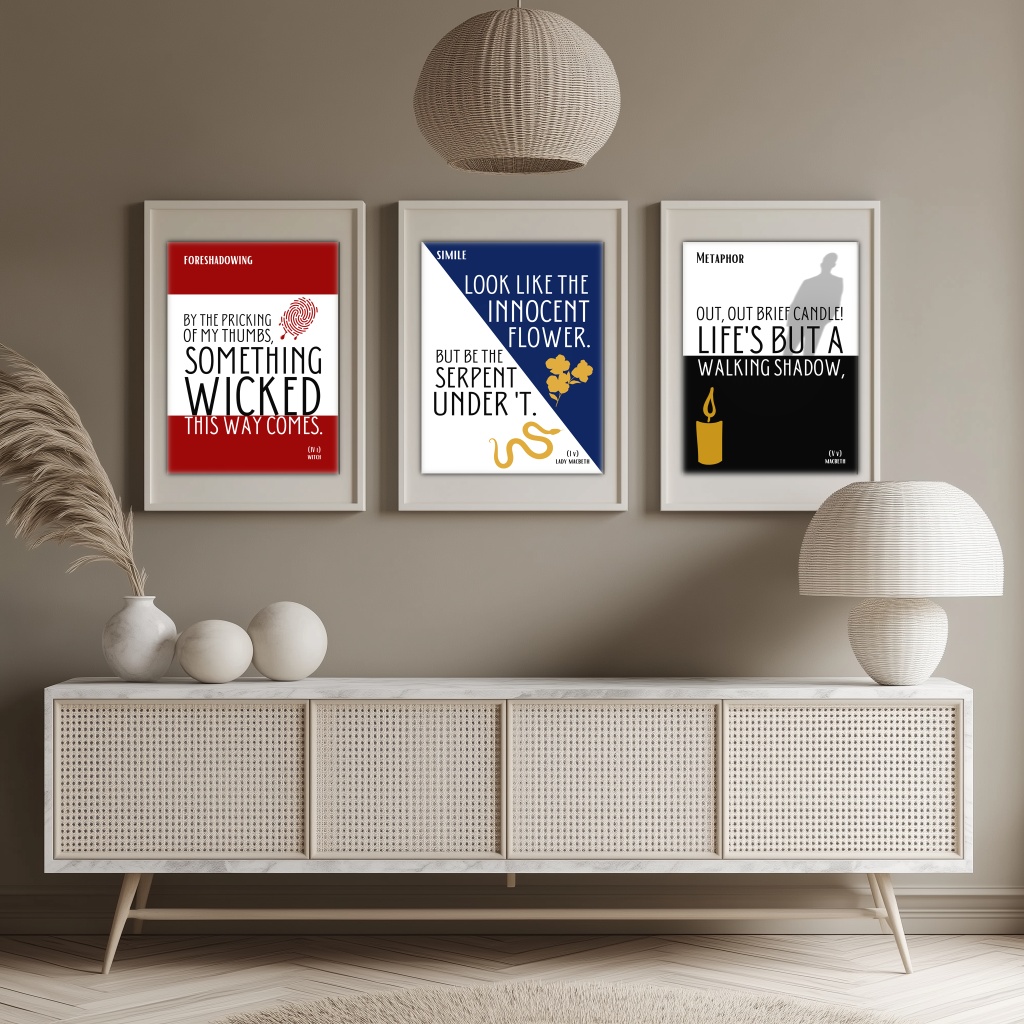 FORESHADOWING
BY THE PRICKING
OF MY THUMBS,
SOMETHING
WICKED
THIS WAY COMES.
(IV i)
WITCH
SIMILE
LOOK LIKE THE
INNOCENT
FLOWER.
BUT BE THE
SERPENT
UNDER 'T.
(I v)
LADY MACBETH
METAPHOR
OUT, OUT BRIEF CANDLE!
LIFE'S BUT A
WALKING SHADOW,
(V v)
MACBETH